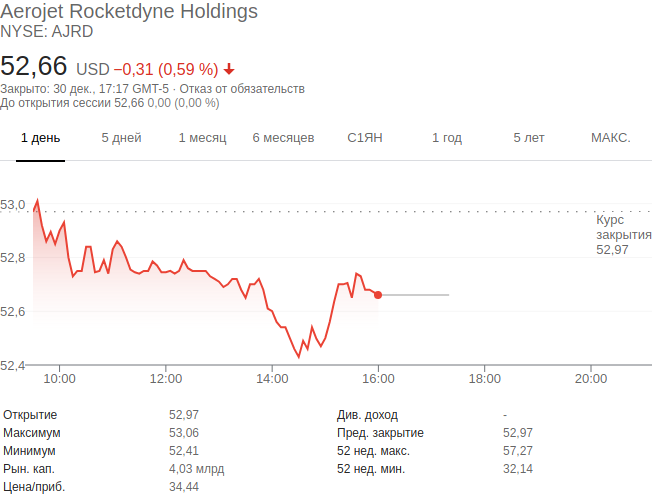 Aerojet Rocketdyne Holdings
NYSE: AJRD
52,66 USD −0,31 (0,59 %)
Закрыто: 30 дек., 17:17 GMT-5 · Отказ от обязательств
До открытия сессии 52,66 0,00 (0,00 %)
1 день 5 дней 1 месяц 6 месяцев С1ЯН 1 год 5 лет МАКС.
53,0
Курс
закрытия
52,97
52,8
52,6
52,4
10:00 12:00 14:00 16:00 18:00 20:00
Открытие 52,97 Див. доход -
Максимум 53,06 Пред. закрытие 52,97
Минимум 52,41 52 нед. макс. 57,27
Рын. кап. 4,03 млрд 52 нед. мин. 32,14
Цена/приб. 34,44